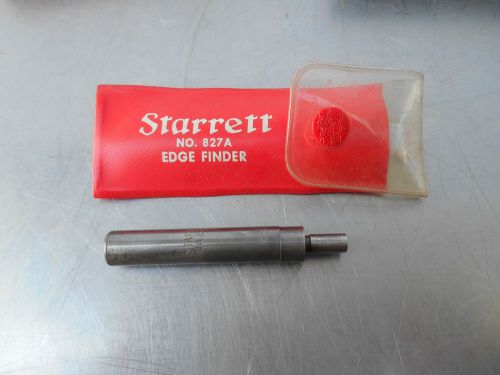 Starrett
NO. 827A
EDGE FINDER